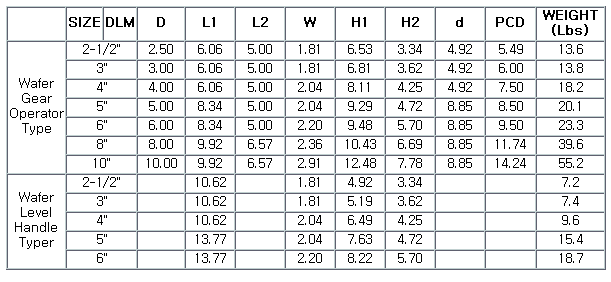 SIZE DLM D L1 L2 W H1 H2 d PCD WEIGHT (Lbs)
Wafer Gear Operator Type
2-1/2" 2.50 6.06 5.00 1.81 6.53 3.34 4.92 5.49 13.6
3" 3.00 6.06 5.00 1.81 6.81 3.62 4.92 6.00 13.8
4" 4.00 6.06 5.00 2.04 8.11 4.25 4.92 7.50 18.2
5" 5.00 8.34 5.00 2.04 9.29 4.72 8.85 8.50 20.1
6" 6.00 8.34 5.00 2.20 9.48 5.70 8.85 9.50 23.3
8" 8.00 9.92 6.57 2.36 10.43 6.69 8.85 11.74 39.6
10" 10.00 9.92 6.57 2.91 12.48 7.78 8.85 14.24 55.2
Wafer Level Handle Typer
2-1/2" 10.62 1.81 4.92 3.34 7.2
3" 10.62 1.81 5.19 3.62 7.4
4" 10.62 2.04 6.49 4.25 9.6
5" 13.77 2.04 7.63 4.72 15.4
6" 13.77 2.20 8.22 5.70 18.7